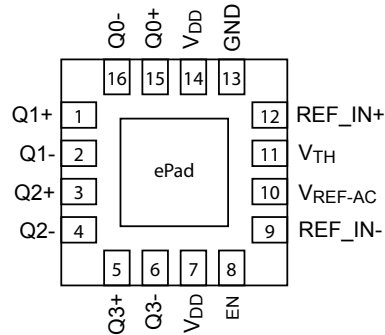 Q0- Q0+ VDD GND
16 15 14 13
Q1+ 1 12 REF_IN+
Q1- 2 11 VTH
ePad
Q2+ 3 10 VREF-AC
Q2- 4 9 REF_IN-
5 6 7 8
Q3+ Q3- VDD EN